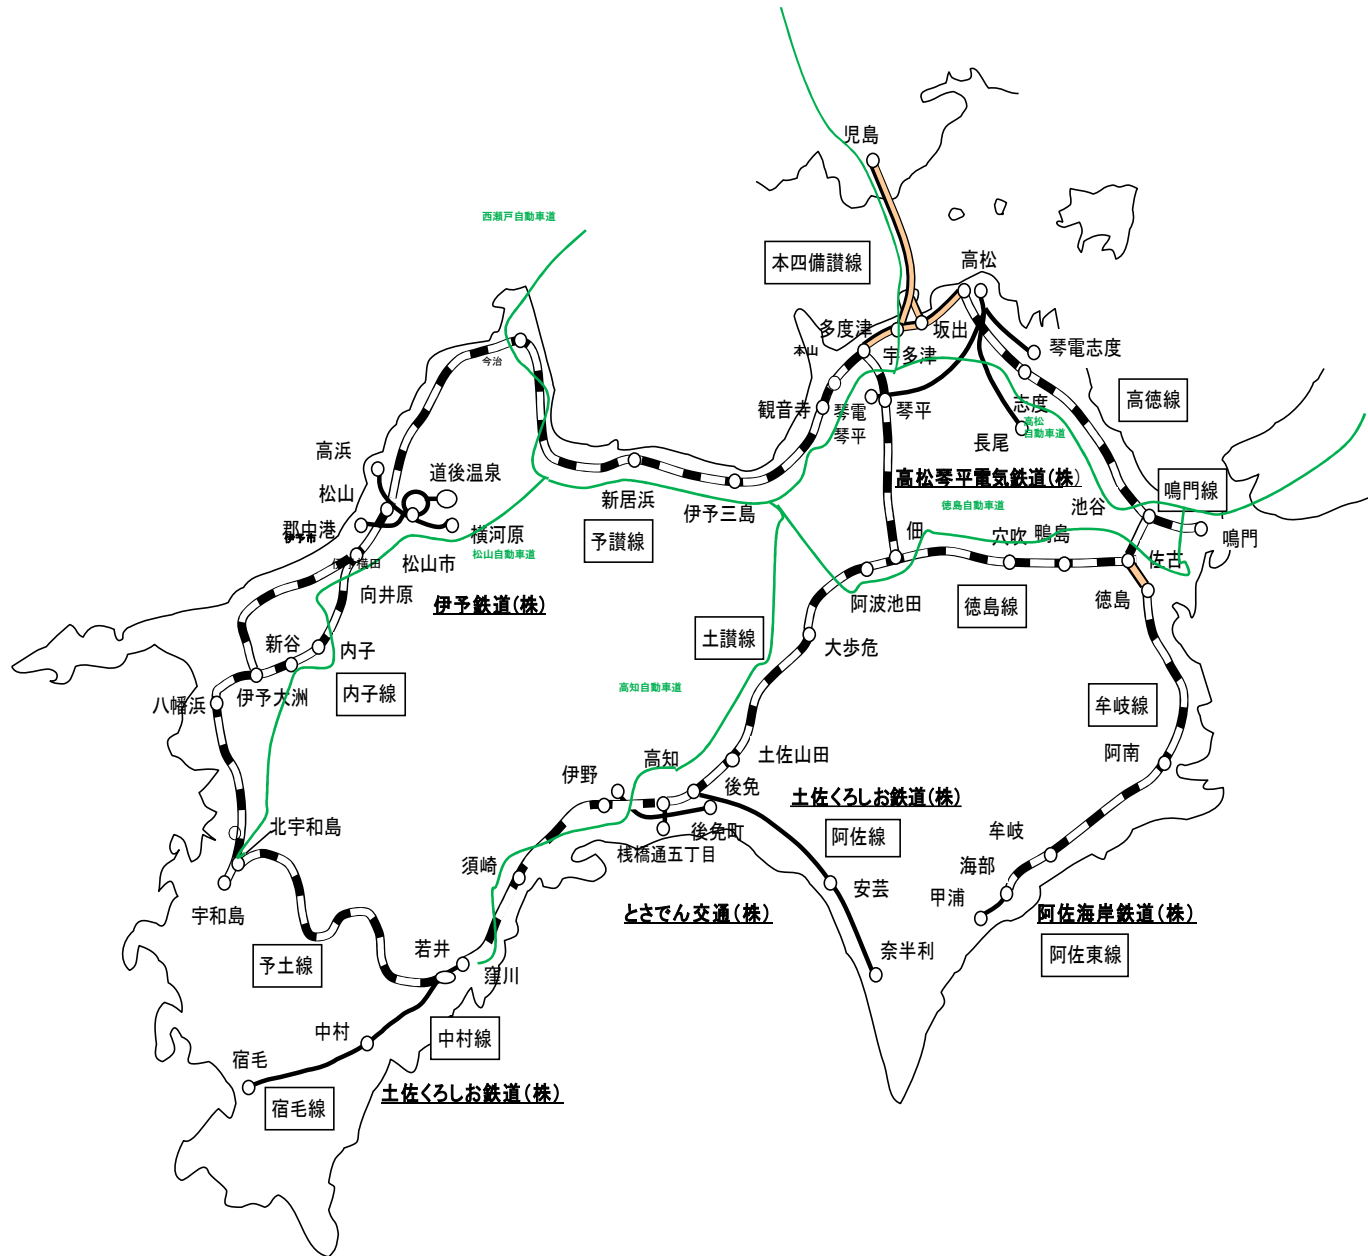 児島
西瀬戸自動車道
本四備讃線
高松
多度津
坂出
本山
宇多津
琴電志度
今治
高徳線
観音寺
琴電
琴平
琴平
志度
高松
自動車道
長尾
高浜
道後温泉
高松琴平電気鉄道(株)
鳴門線
松山
新居浜
伊予三島
徳島自動車道
池谷
郡中港
横河原
予讃線
佃
穴吹
鴨島
鳴門
松山自動車道
松山市
佐古
向井原
伊予鉄道(株)
阿波池田
徳島線
徳島
新谷
内子
土讃線
大歩危
高知自動車道
八幡浜
伊予大洲
内子線
牟岐線
阿南
高知
土佐山田
伊野
後免
土佐くろしお鉄道(株)
北宇和島
後免町
阿佐線
桟橋通五丁目
須崎
牟岐
海部
安芸
甲浦
宇和島
とさでん交通(株)
阿佐海岸鉄道(株)
若井
奈半利
予土線
阿佐東線
窪川
中村
中村線
宿毛
土佐くろしお鉄道(株)
宿毛線